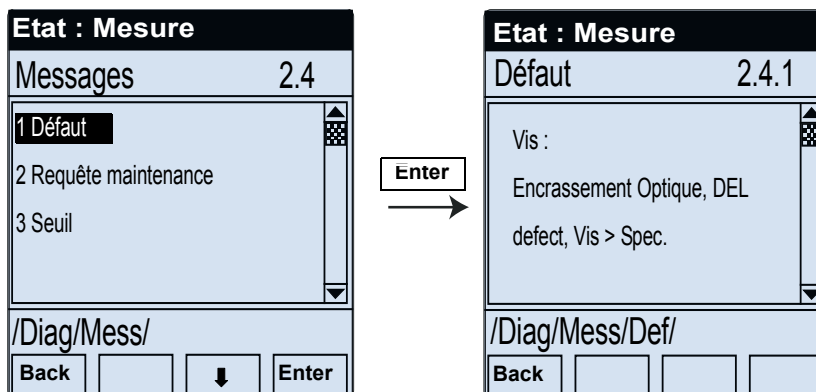 Etat : Mesure
Messages 2.4
1 Défaut
2 Requête maintenance
3 Seuil
/Diag/Mess/
Back Enter
Enter
Etat : Mesure
Défaut 2.4.1
Vis :
Encrassement Optique, DEL
defect, Vis > Spec.
/Diag/Mess/Def/
Back